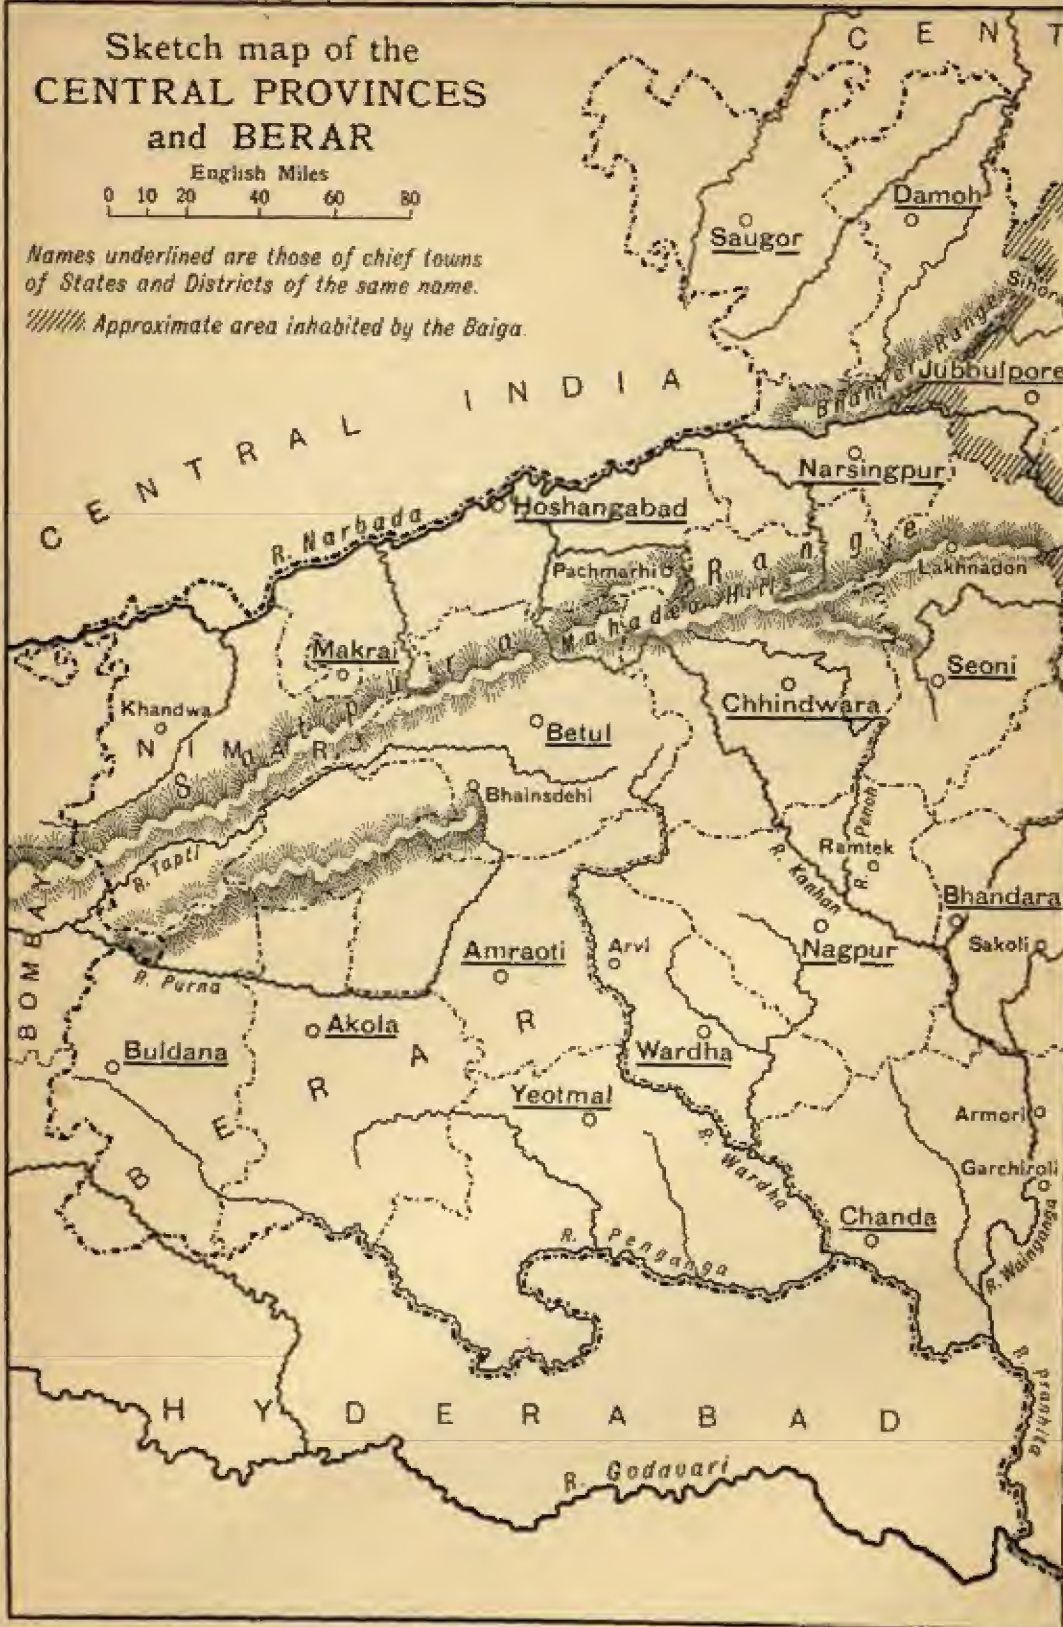 Sketch map of the
CENTRAL PROVINCES
and BERAR
English Miles
0 10 20 40 60 80
Names underlined are those of chief towns
of States and Districts of the same name.
Approximate area inhabited by the Baiga.
CENT
Damoh
Saugor
Bhanrer Range
Jubbulpore
CENTRAL INDIA
Narsingpur
Hoshangabad
R. Narbada
Pachmarhi
Lakhnadon
Satpura Range
Mahadeo Hills
Makrai
Seoni
Khandwa
Chhindwara
NIMAR
Betul
Bhainsdehi
R. Tapti
R. Pench
Ramtek
R. Kanhan
Bhandara
BOMBAY
Amraoti
Arvi
Nagpur
Sakoli
R. Purna
Akola
Buldana
Wardha
BERAR
Yeotmal
Armori
R. Wardha
Garchiroli
Chanda
R. Wainganga
R. Penganga
R. Pranhita
HYDERABAD
R. Godavari